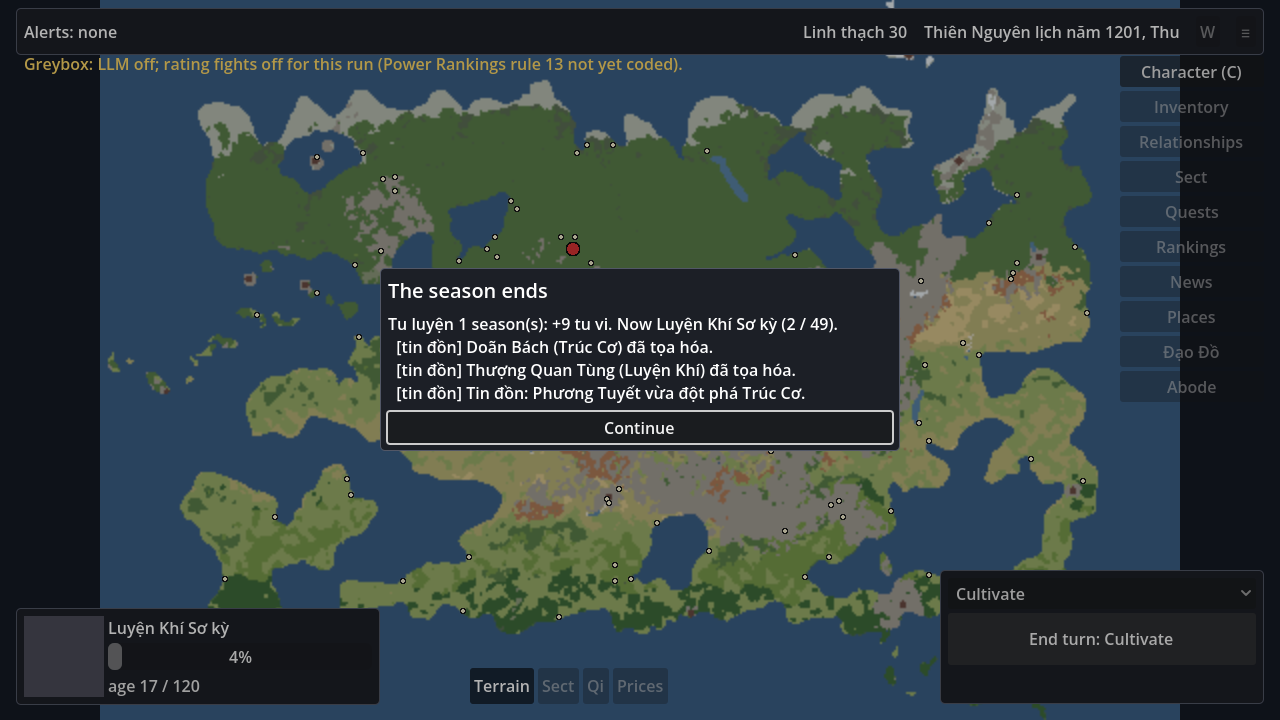 Alerts: none
Linh thạch 30
Thiên Nguyên lịch năm 1201, Thu
W
≡
Greybox: LLM off; rating fights off for this run (Power Rankings rule 13 not yet coded).
Character (C)
Inventory
Relationships
Sect
Quests
Rankings
News
Places
Đạo Đồ
Abode
The season ends
Tu luyện 1 season(s): +9 tu vi. Now Luyện Khí Sơ kỳ (2 / 49).
[tin đồn] Doãn Bách (Trúc Cơ) đã tọa hóa.
[tin đồn] Thượng Quan Tùng (Luyện Khí) đã tọa hóa.
[tin đồn] Tin đồn: Phương Tuyết vừa đột phá Trúc Cơ.
Continue
Luyện Khí Sơ kỳ
4%
age 17 / 120
Terrain
Sect
Qi
Prices
Cultivate
End turn: Cultivate